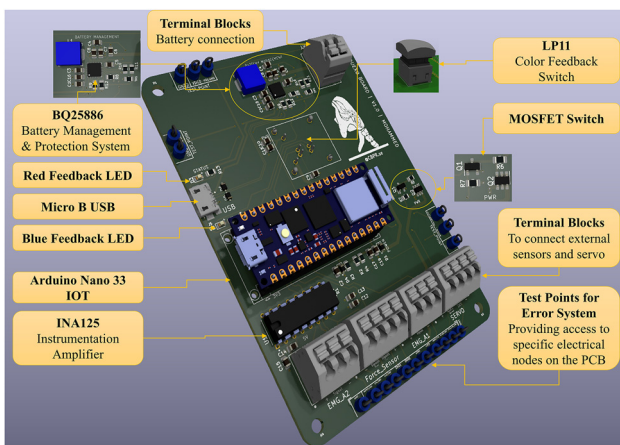 BATTERY MANAGEMENT
Terminal Blocks
Battery connection
LP11
Color Feedback
Switch
BQ25886
Battery Management
& Protection System
MOSFET Switch
Q1
R6
R7
Q2
PWR
Red Feedback LED
STATUS
Micro B USB
USB
Blue Feedback LED
Terminal Blocks
To connect external
sensors and servo
Arduino Nano 33
IOT
INA125
Instrumentation
Amplifier
Test Points for
Error System
Providing access to
specific electrical
nodes on the PCB
SERVO
EMG_A1
Force_Sensor
EMG_A2